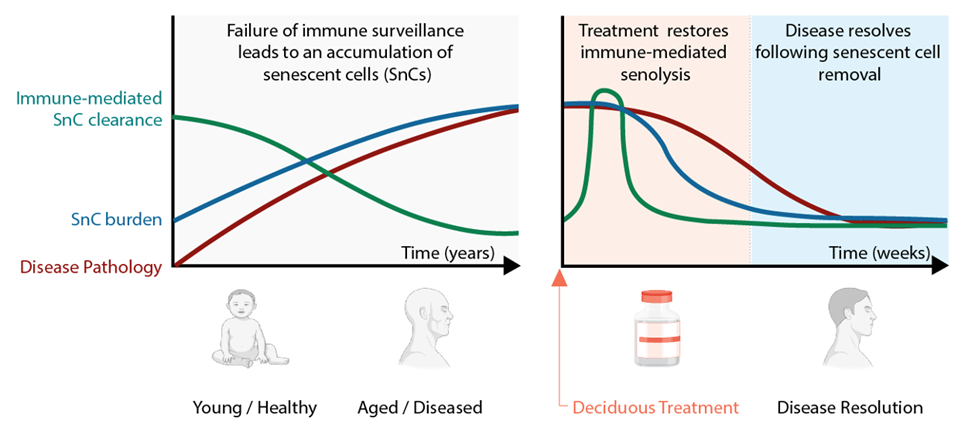 Failure of immune surveillance
leads to an accumulation of
senescent cells (SnCs)
Immune-mediated
SnC clearance
SnC burden
Disease Pathology
Time (years)
Young / Healthy
Aged / Diseased
Treatment restores
immune-mediated
senolysis
Disease resolves
following senescent cell
removal
Time (weeks)
Deciduous Treatment
Disease Resolution